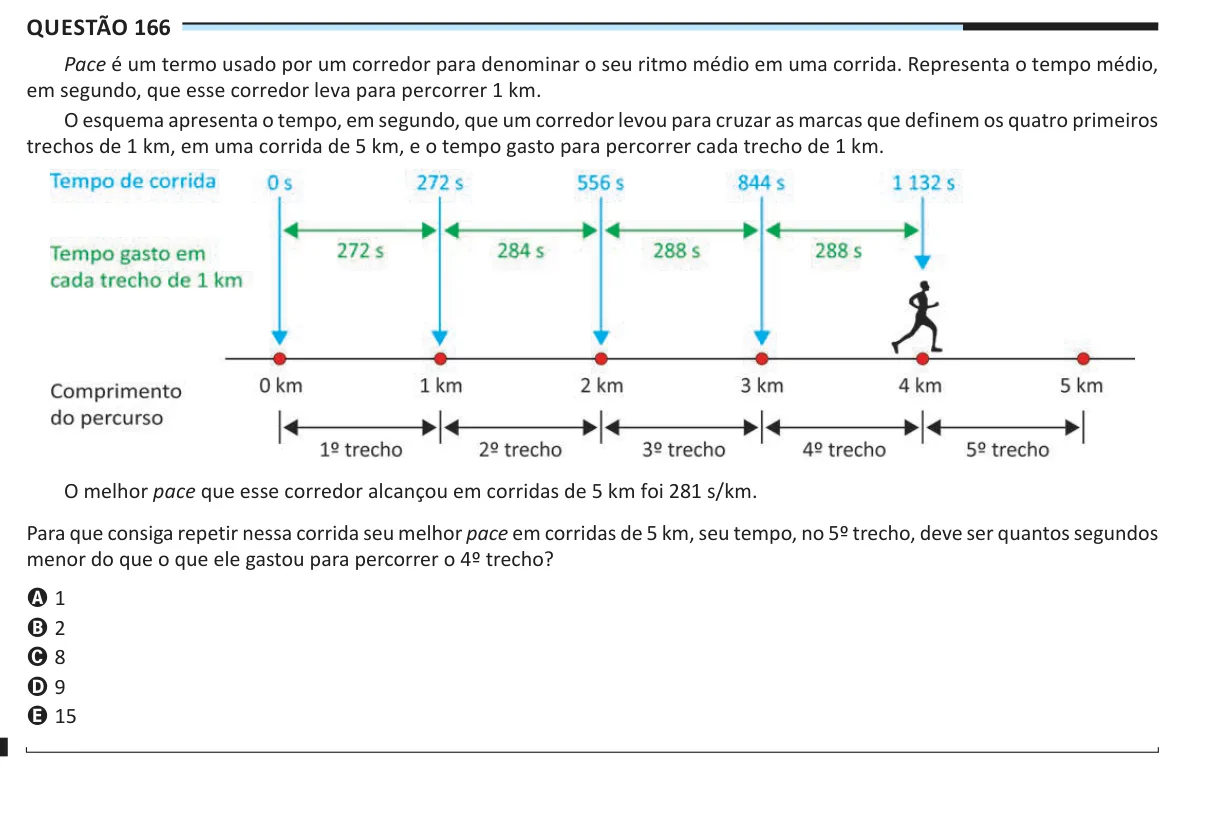 QUESTÃO 166
Pace é um termo usado por um corredor para denominar o seu ritmo médio em uma corrida. Representa o tempo médio,
em segundo, que esse corredor leva para percorrer 1 km.
O esquema apresenta o tempo, em segundo, que um corredor levou para cruzar as marcas que definem os quatro primeiros
trechos de 1 km, em uma corrida de 5 km, e o tempo gasto para percorrer cada trecho de 1 km.
Tempo de corrida 0 s 272 s 556 s 844 s 1 132 s
Tempo gasto em
cada trecho de 1 km
272 s 284 s 288 s 288 s
0 km 1 km 2 km 3 km 4 km 5 km
Comprimento
do percurso
1º trecho 2º trecho 3º trecho 4º trecho 5º trecho
O melhor pace que esse corredor alcançou em corridas de 5 km foi 281 s/km.
Para que consiga repetir nessa corrida seu melhor pace em corridas de 5 km, seu tempo, no 5º trecho, deve ser quantos segundos
menor do que o que ele gastou para percorrer o 4º trecho?
A 1
B 2
C 8
D 9
E 15